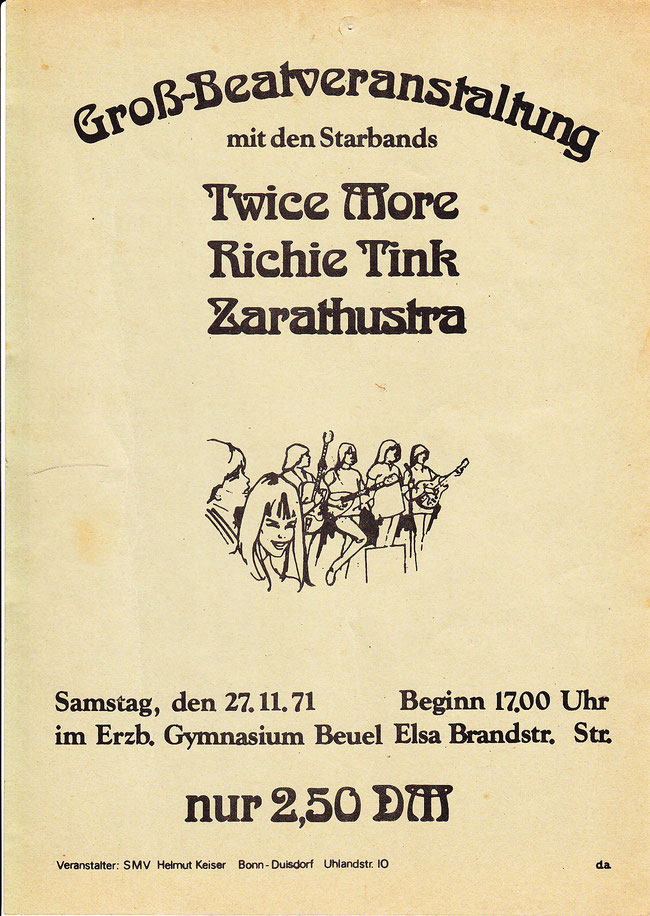 Groß-Beatveranstaltung
mit den Starbands
Twice More
Richie Tink
Zarathustra
Samstag, den 27.11.71 Beginn 17.00 Uhr
im Erzb. Gymnasium Beuel Elsa Brandstr. Str.
nur 2,50 DM
Veranstalter: SMV Helmut Keiser Bonn-Duisdorf Uhlandstr. 10 d.a.